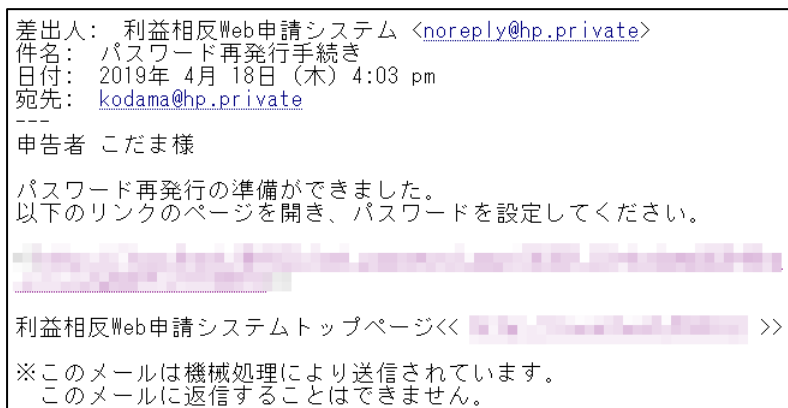 差出人: 利益相反Web申請システム <noreply@hp.private>
件名: パスワード再発行手続き
日付: 2019年 4月 18日 (木) 4:03 pm
宛先: kodama@hp.private
---
申告者 こだま様
パスワード再発行の準備ができました。
以下のリンクのページを開き、パスワードを設定してください。
利益相反Web申請システムトップページ<< >>
※このメールは機械処理により送信されています。
このメールに返信することはできません。